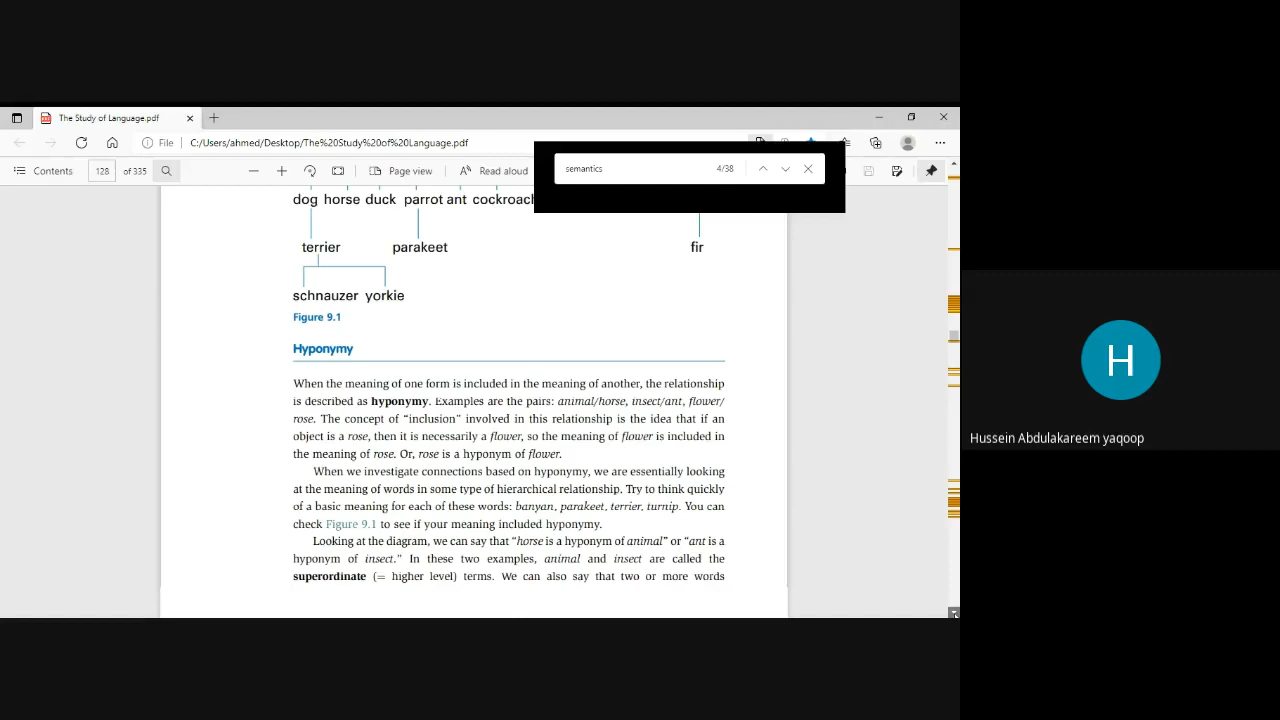 The Study of Language.pdf
File C:/Users/ahmed/Desktop/The%20Study%20of%20Language.pdf
Contents 128 of 335 Page view Read aloud
semantics 4/38
dog horse duck parrot ant cockroach
terrier parakeet fir
schnauzer yorkie
Figure 9.1
Hyponymy
When the meaning of one form is included in the meaning of another, the relationship
is described as hyponymy. Examples are the pairs: animal/horse, insect/ant, flower/
rose. The concept of “inclusion” involved in this relationship is the idea that if an
object is a rose, then it is necessarily a flower, so the meaning of flower is included in
the meaning of rose. Or, rose is a hyponym of flower.
When we investigate connections based on hyponymy, we are essentially looking
at the meaning of words in some type of hierarchical relationship. Try to think quickly
of a basic meaning for each of these words: banyan, parakeet, terrier, turnip. You can
check Figure 9.1 to see if your meaning included hyponymy.
Looking at the diagram, we can say that “horse is a hyponym of animal” or “ant is a
hyponym of insect.” In these two examples, animal and insect are called the
superordinate (= higher level) terms. We can also say that two or more words
H
Hussein Abdulakareem yaqoop